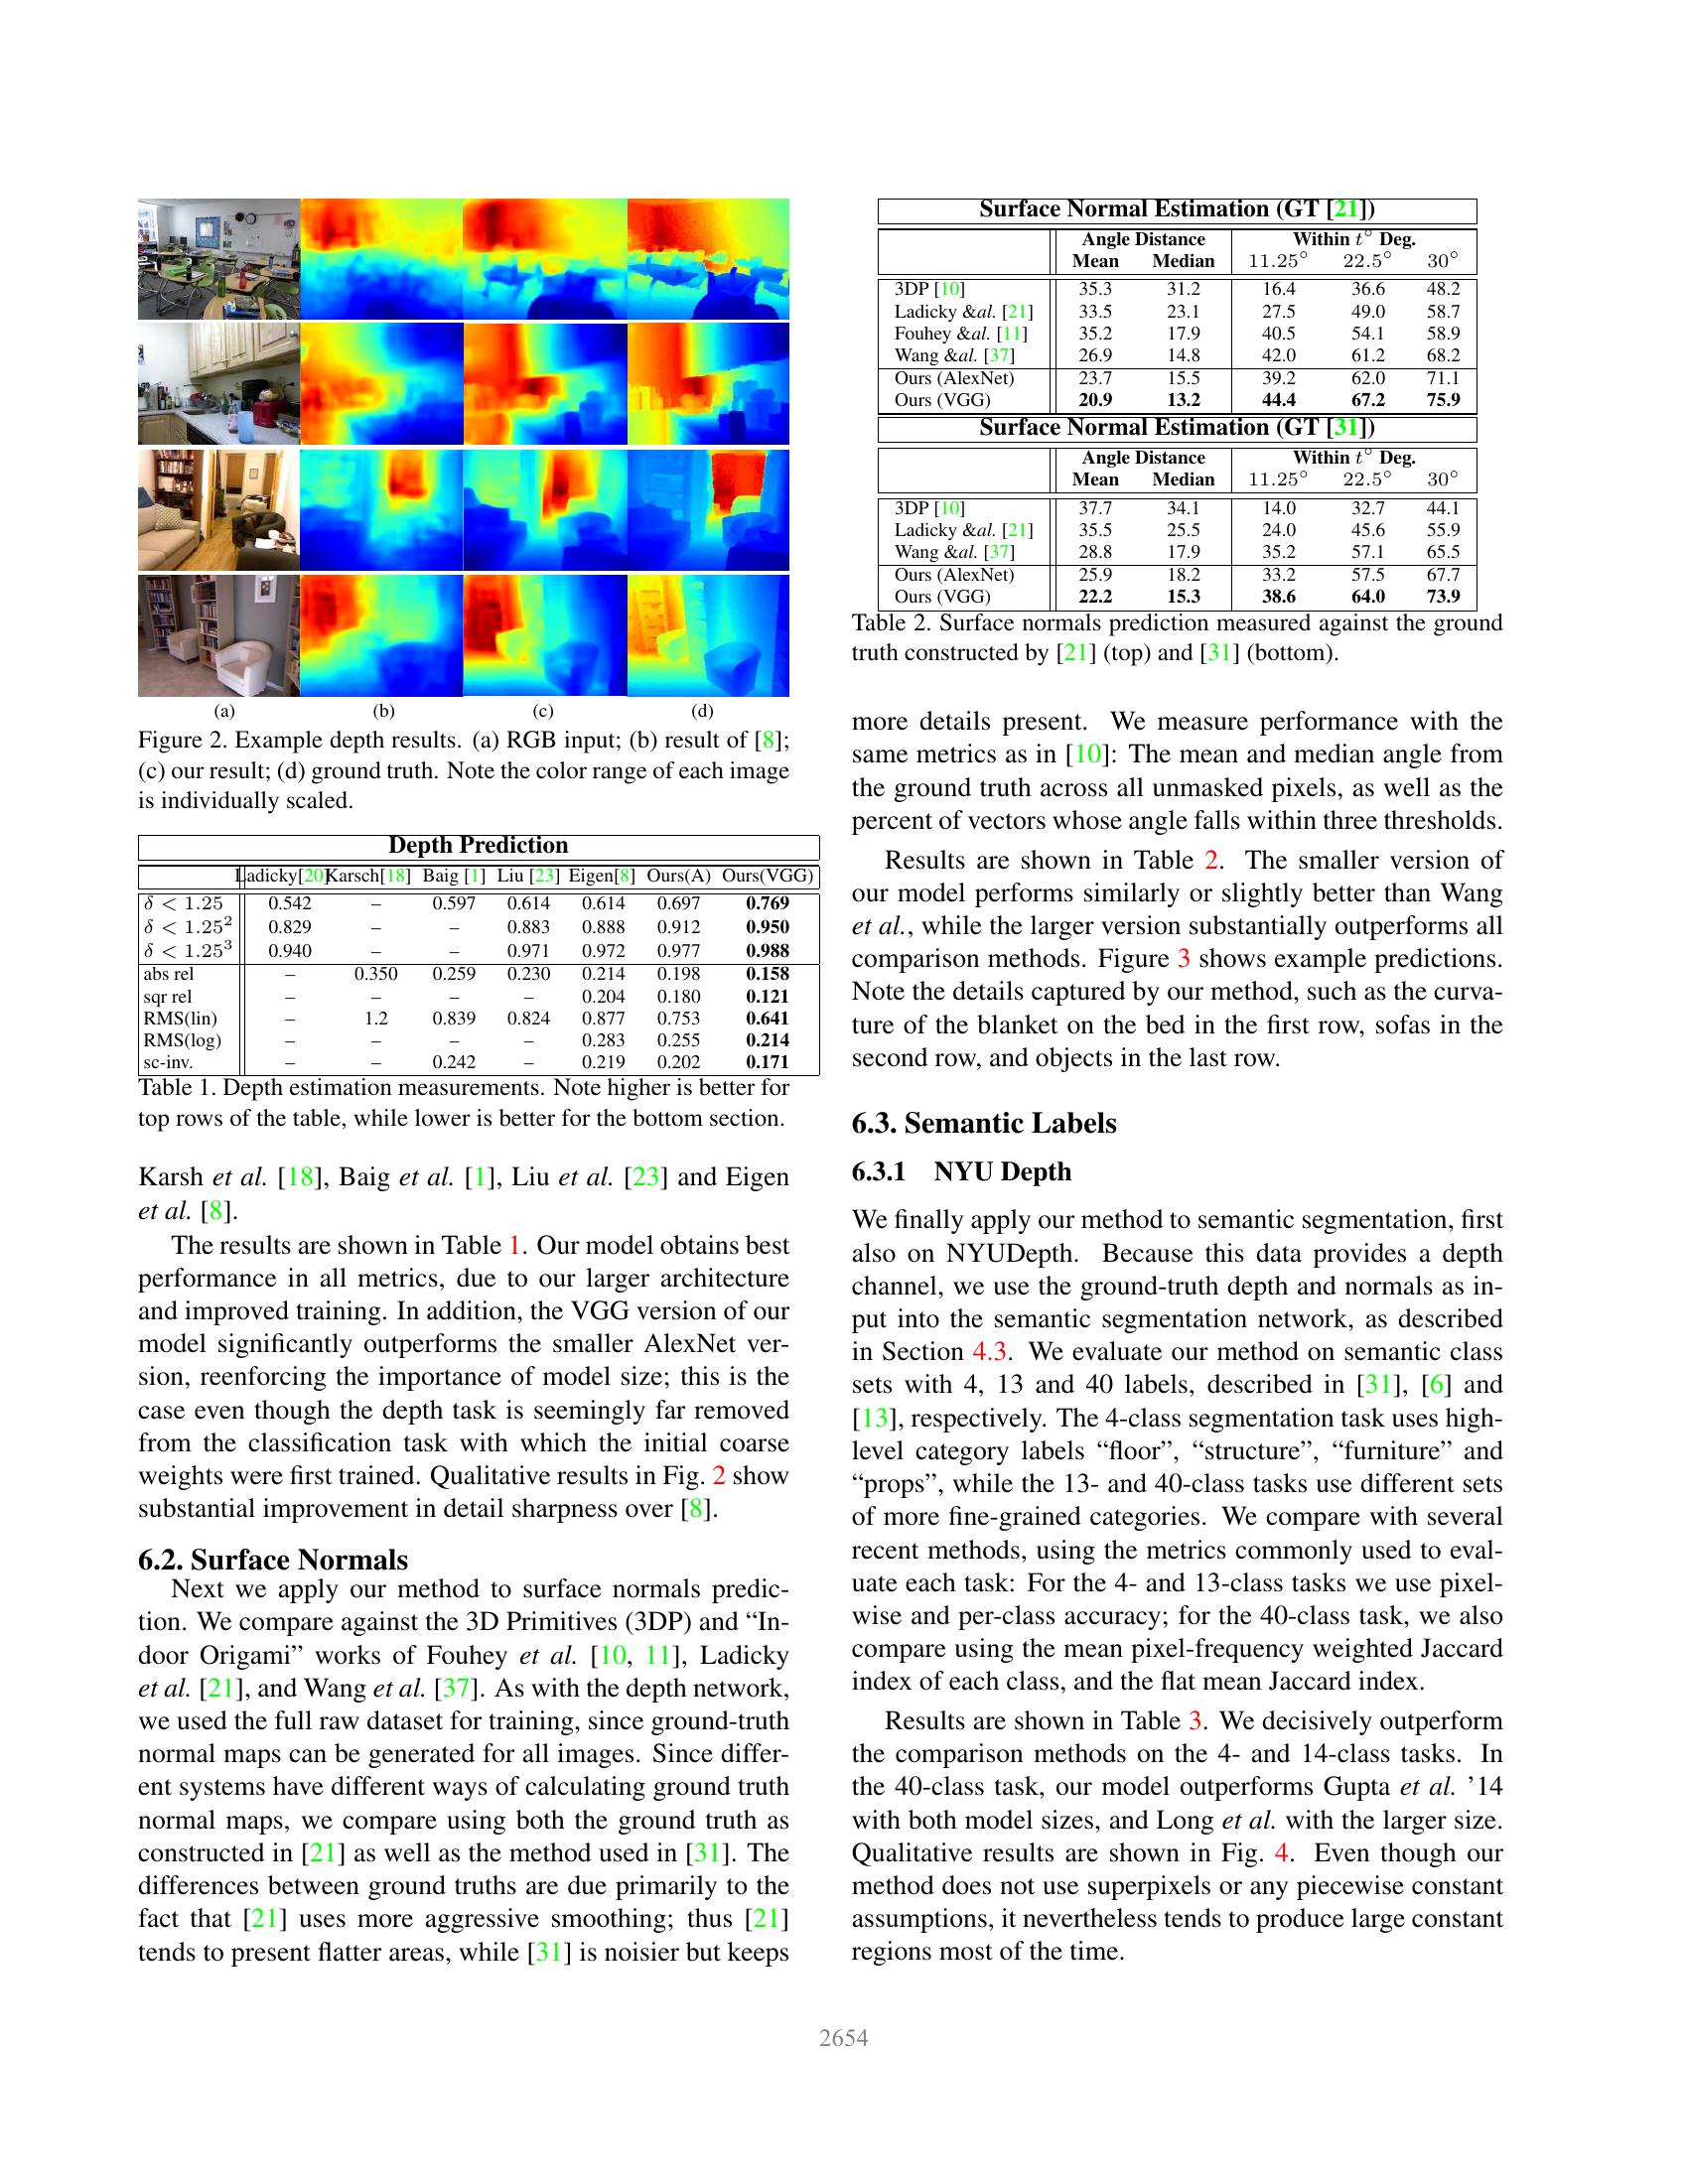 (a) (b) (c) (d)
Figure 2. Example depth results. (a) RGB input; (b) result of [8];
(c) our result; (d) ground truth. Note the color range of each image
is individually scaled.
Depth Prediction
Ladicky[20] Karsch[18] Baig [1] Liu [23] Eigen[8] Ours(A) Ours(VGG)
δ < 1.25 0.542 – 0.597 0.614 0.614 0.697 0.769
δ < 1.25² 0.829 – – 0.883 0.888 0.912 0.950
δ < 1.25³ 0.940 – – 0.971 0.972 0.977 0.988
abs rel – 0.350 0.259 0.230 0.214 0.198 0.158
sqr rel – – – – 0.204 0.180 0.121
RMS(lin) – 1.2 0.839 0.824 0.877 0.753 0.641
RMS(log) – – – – 0.283 0.255 0.214
sc-inv. – – 0.242 – 0.219 0.202 0.171
Table 1. Depth estimation measurements. Note higher is better for
top rows of the table, while lower is better for the bottom section.
Karsh et al. [18], Baig et al. [1], Liu et al. [23] and Eigen
et al. [8].
The results are shown in Table 1. Our model obtains best
performance in all metrics, due to our larger architecture
and improved training. In addition, the VGG version of our
model significantly outperforms the smaller AlexNet ver-
sion, reenforcing the importance of model size; this is the
case even though the depth task is seemingly far removed
from the classification task with which the initial coarse
weights were first trained. Qualitative results in Fig. 2 show
substantial improvement in detail sharpness over [8].
6.2. Surface Normals
Next we apply our method to surface normals predic-
tion. We compare against the 3D Primitives (3DP) and “In-
door Origami” works of Fouhey et al. [10, 11], Ladicky
et al. [21], and Wang et al. [37]. As with the depth network,
we used the full raw dataset for training, since ground-truth
normal maps can be generated for all images. Since differ-
ent systems have different ways of calculating ground truth
normal maps, we compare using both the ground truth as
constructed in [21] as well as the method used in [31]. The
differences between ground truths are due primarily to the
fact that [21] uses more aggressive smoothing; thus [21]
tends to present flatter areas, while [31] is noisier but keeps
Surface Normal Estimation (GT [21])
Angle Distance Within t° Deg.
Mean Median 11.25° 22.5° 30°
3DP [10] 35.3 31.2 16.4 36.6 48.2
Ladicky &al. [21] 33.5 23.1 27.5 49.0 58.7
Fouhey &al. [11] 35.2 17.9 40.5 54.1 58.9
Wang &al. [37] 26.9 14.8 42.0 61.2 68.2
Ours (AlexNet) 23.7 15.5 39.2 62.0 71.1
Ours (VGG) 20.9 13.2 44.4 67.2 75.9
Surface Normal Estimation (GT [31])
Angle Distance Within t° Deg.
Mean Median 11.25° 22.5° 30°
3DP [10] 37.7 34.1 14.0 32.7 44.1
Ladicky &al. [21] 35.5 25.5 24.0 45.6 55.9
Wang &al. [37] 28.8 17.9 35.2 57.1 65.5
Ours (AlexNet) 25.9 18.2 33.2 57.5 67.7
Ours (VGG) 22.2 15.3 38.6 64.0 73.9
Table 2. Surface normals prediction measured against the ground
truth constructed by [21] (top) and [31] (bottom).
more details present. We measure performance with the
same metrics as in [10]: The mean and median angle from
the ground truth across all unmasked pixels, as well as the
percent of vectors whose angle falls within three thresholds.
Results are shown in Table 2. The smaller version of
our model performs similarly or slightly better than Wang
et al., while the larger version substantially outperforms all
comparison methods. Figure 3 shows example predictions.
Note the details captured by our method, such as the curva-
ture of the blanket on the bed in the first row, sofas in the
second row, and objects in the last row.
6.3. Semantic Labels
6.3.1 NYU Depth
We finally apply our method to semantic segmentation, first
also on NYUDepth. Because this data provides a depth
channel, we use the ground-truth depth and normals as in-
put into the semantic segmentation network, as described
in Section 4.3. We evaluate our method on semantic class
sets with 4, 13 and 40 labels, described in [31], [6] and
[13], respectively. The 4-class segmentation task uses high-
level category labels “floor”, “structure”, “furniture” and
“props”, while the 13- and 40-class tasks use different sets
of more fine-grained categories. We compare with several
recent methods, using the metrics commonly used to eval-
uate each task: For the 4- and 13-class tasks we use pixel-
wise and per-class accuracy; for the 40-class task, we also
compare using the mean pixel-frequency weighted Jaccard
index of each class, and the flat mean Jaccard index.
Results are shown in Table 3. We decisively outperform
the comparison methods on the 4- and 14-class tasks. In
the 40-class task, our model outperforms Gupta et al. ’14
with both model sizes, and Long et al. with the larger size.
Qualitative results are shown in Fig. 4. Even though our
method does not use superpixels or any piecewise constant
assumptions, it nevertheless tends to produce large constant
regions most of the time.
2654